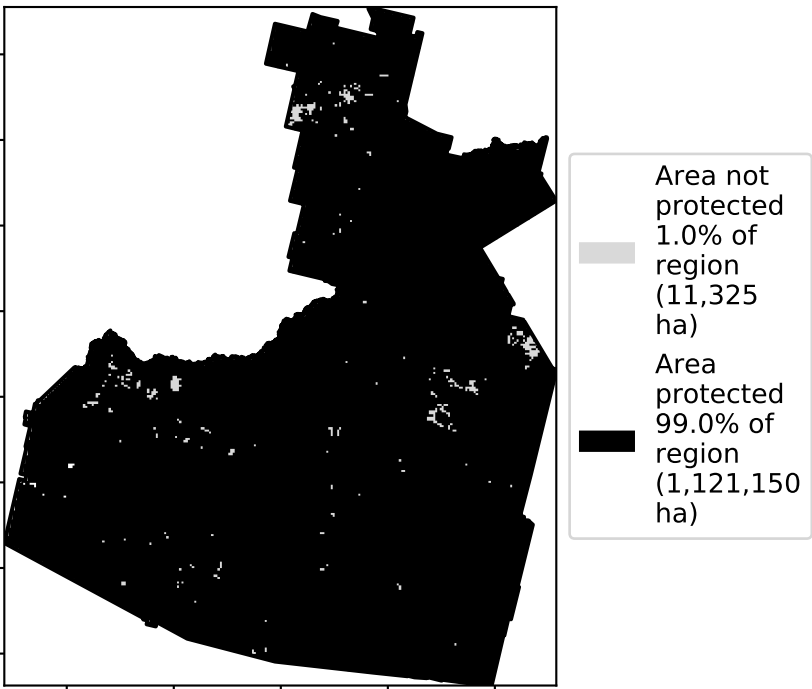 Area not
protected
1.0% of
region
(11,325
ha)
Area
protected
99.0% of
region
(1,121,150
ha)